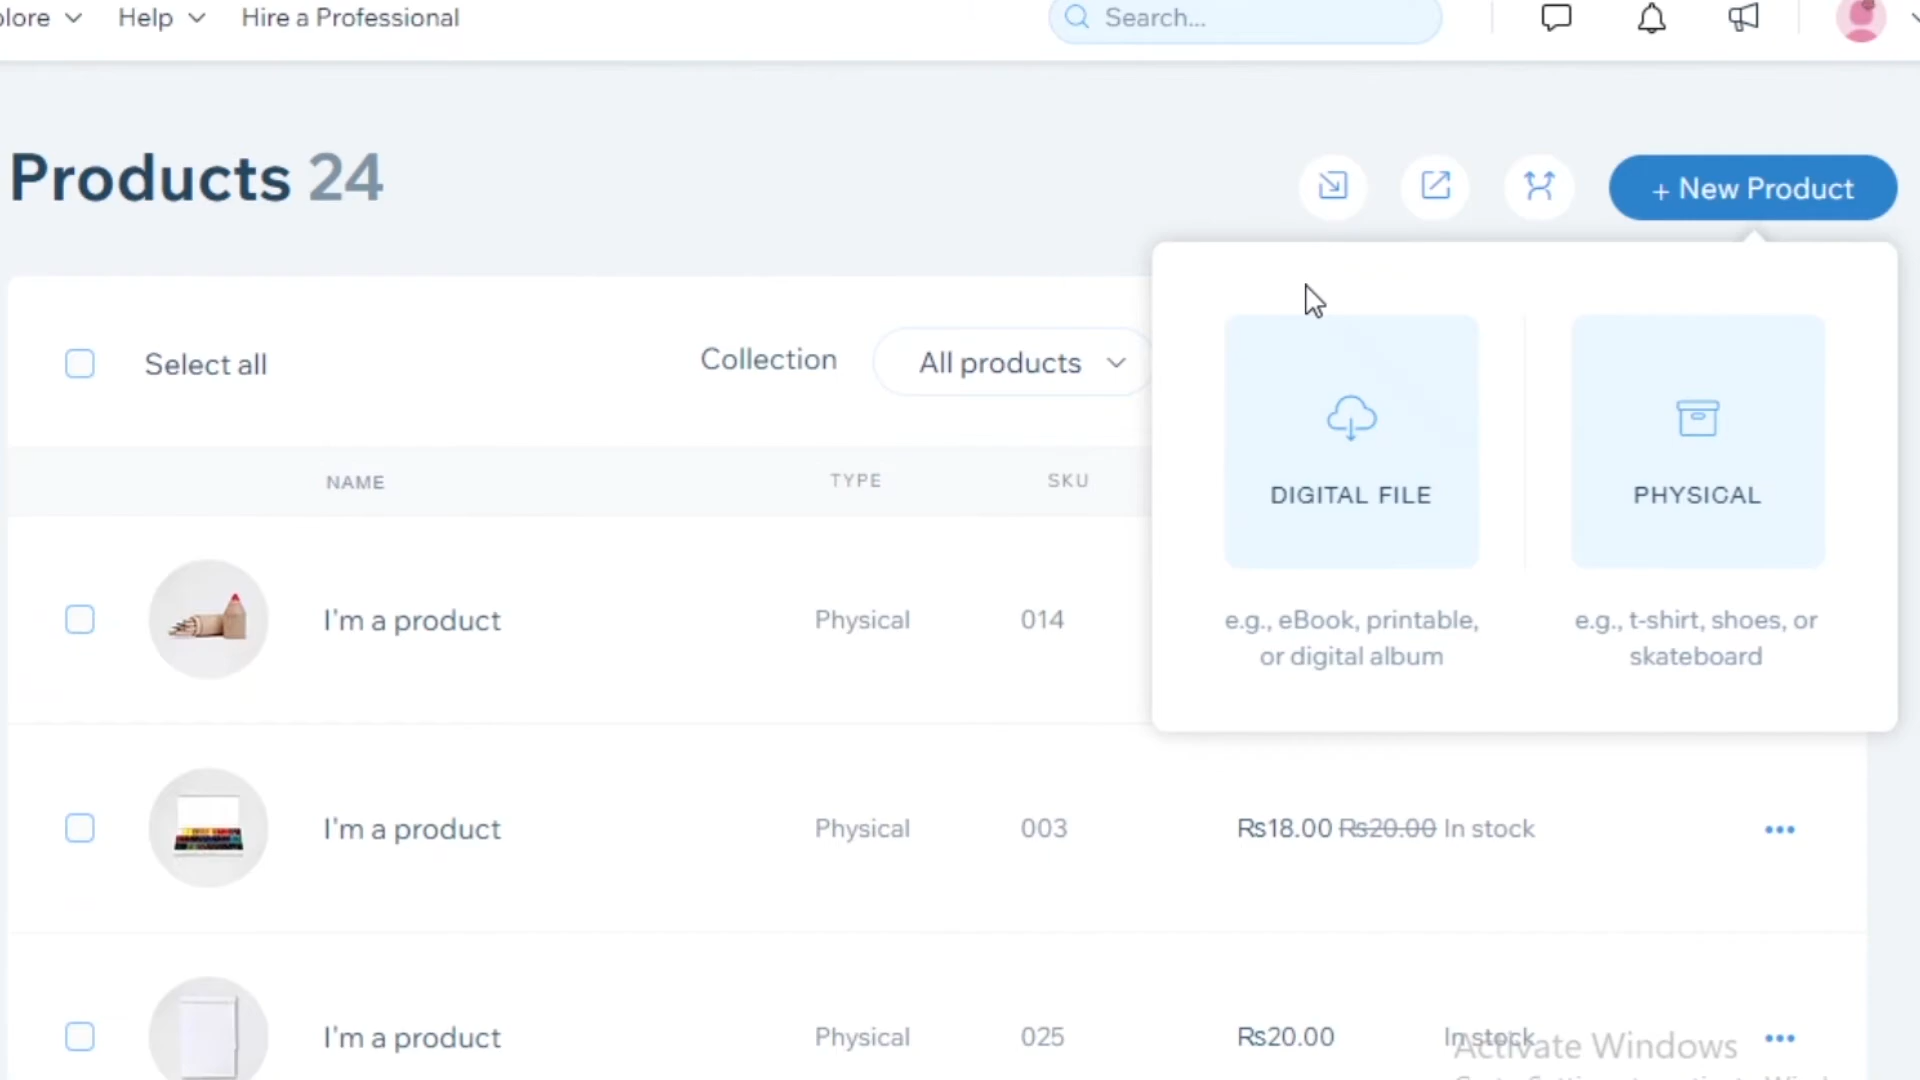 Help
Hire a Professional
Search...
Products 24
+ New Product
Select all
Collection
All products
DIGITAL FILE
PHYSICAL
e.g., eBook, printable,
or digital album
e.g., t-shirt, shoes, or
skateboard
NAME
TYPE
SKU
I'm a product
Physical
014
I'm a product
Physical
003
₨18.00 ₨20.00 In stock
I'm a product
Physical
025
₨20.00
In stock
Activate Windows